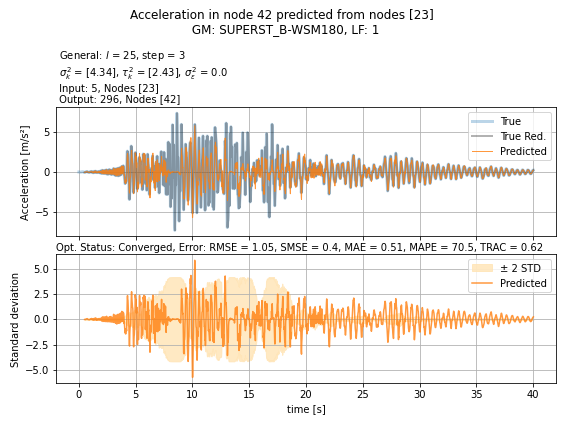 Acceleration in node 42 predicted from nodes [23]
GM: SUPERST_B-WSM180, LF: 1
General: l = 25, step = 3
σ²ₖ = [4.34], τ²ₖ = [2.43], σ²ε = 0.0
Input: 5, Nodes [23]
Output: 296, Nodes [42]
True
True Red.
Predicted
Acceleration [m/s²]
5
0
−5
Opt. Status: Converged, Error: RMSE = 1.05, SMSE = 0.4, MAE = 0.51, MAPE = 70.5, TRAC = 0.62
± 2 STD
Predicted
Standard deviation
5.0
2.5
0.0
−2.5
−5.0
0 5 10 15 20 25 30 35 40
time [s]